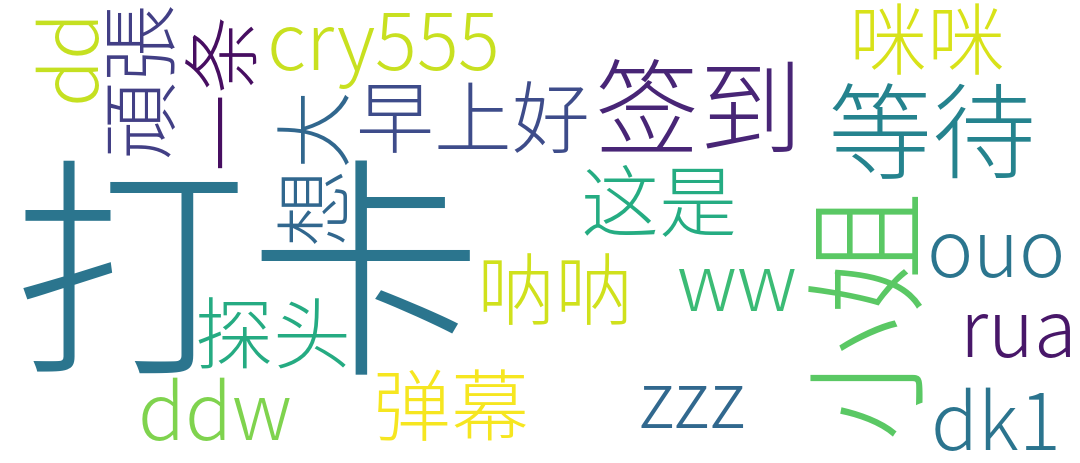 打卡
签到
等待
小姐
早上好
这是
cry555
咪咪
dd
頑張
一条
想大
呐呐
ww
ouo
rua
探头
ddw
弹幕
zzz
dk1